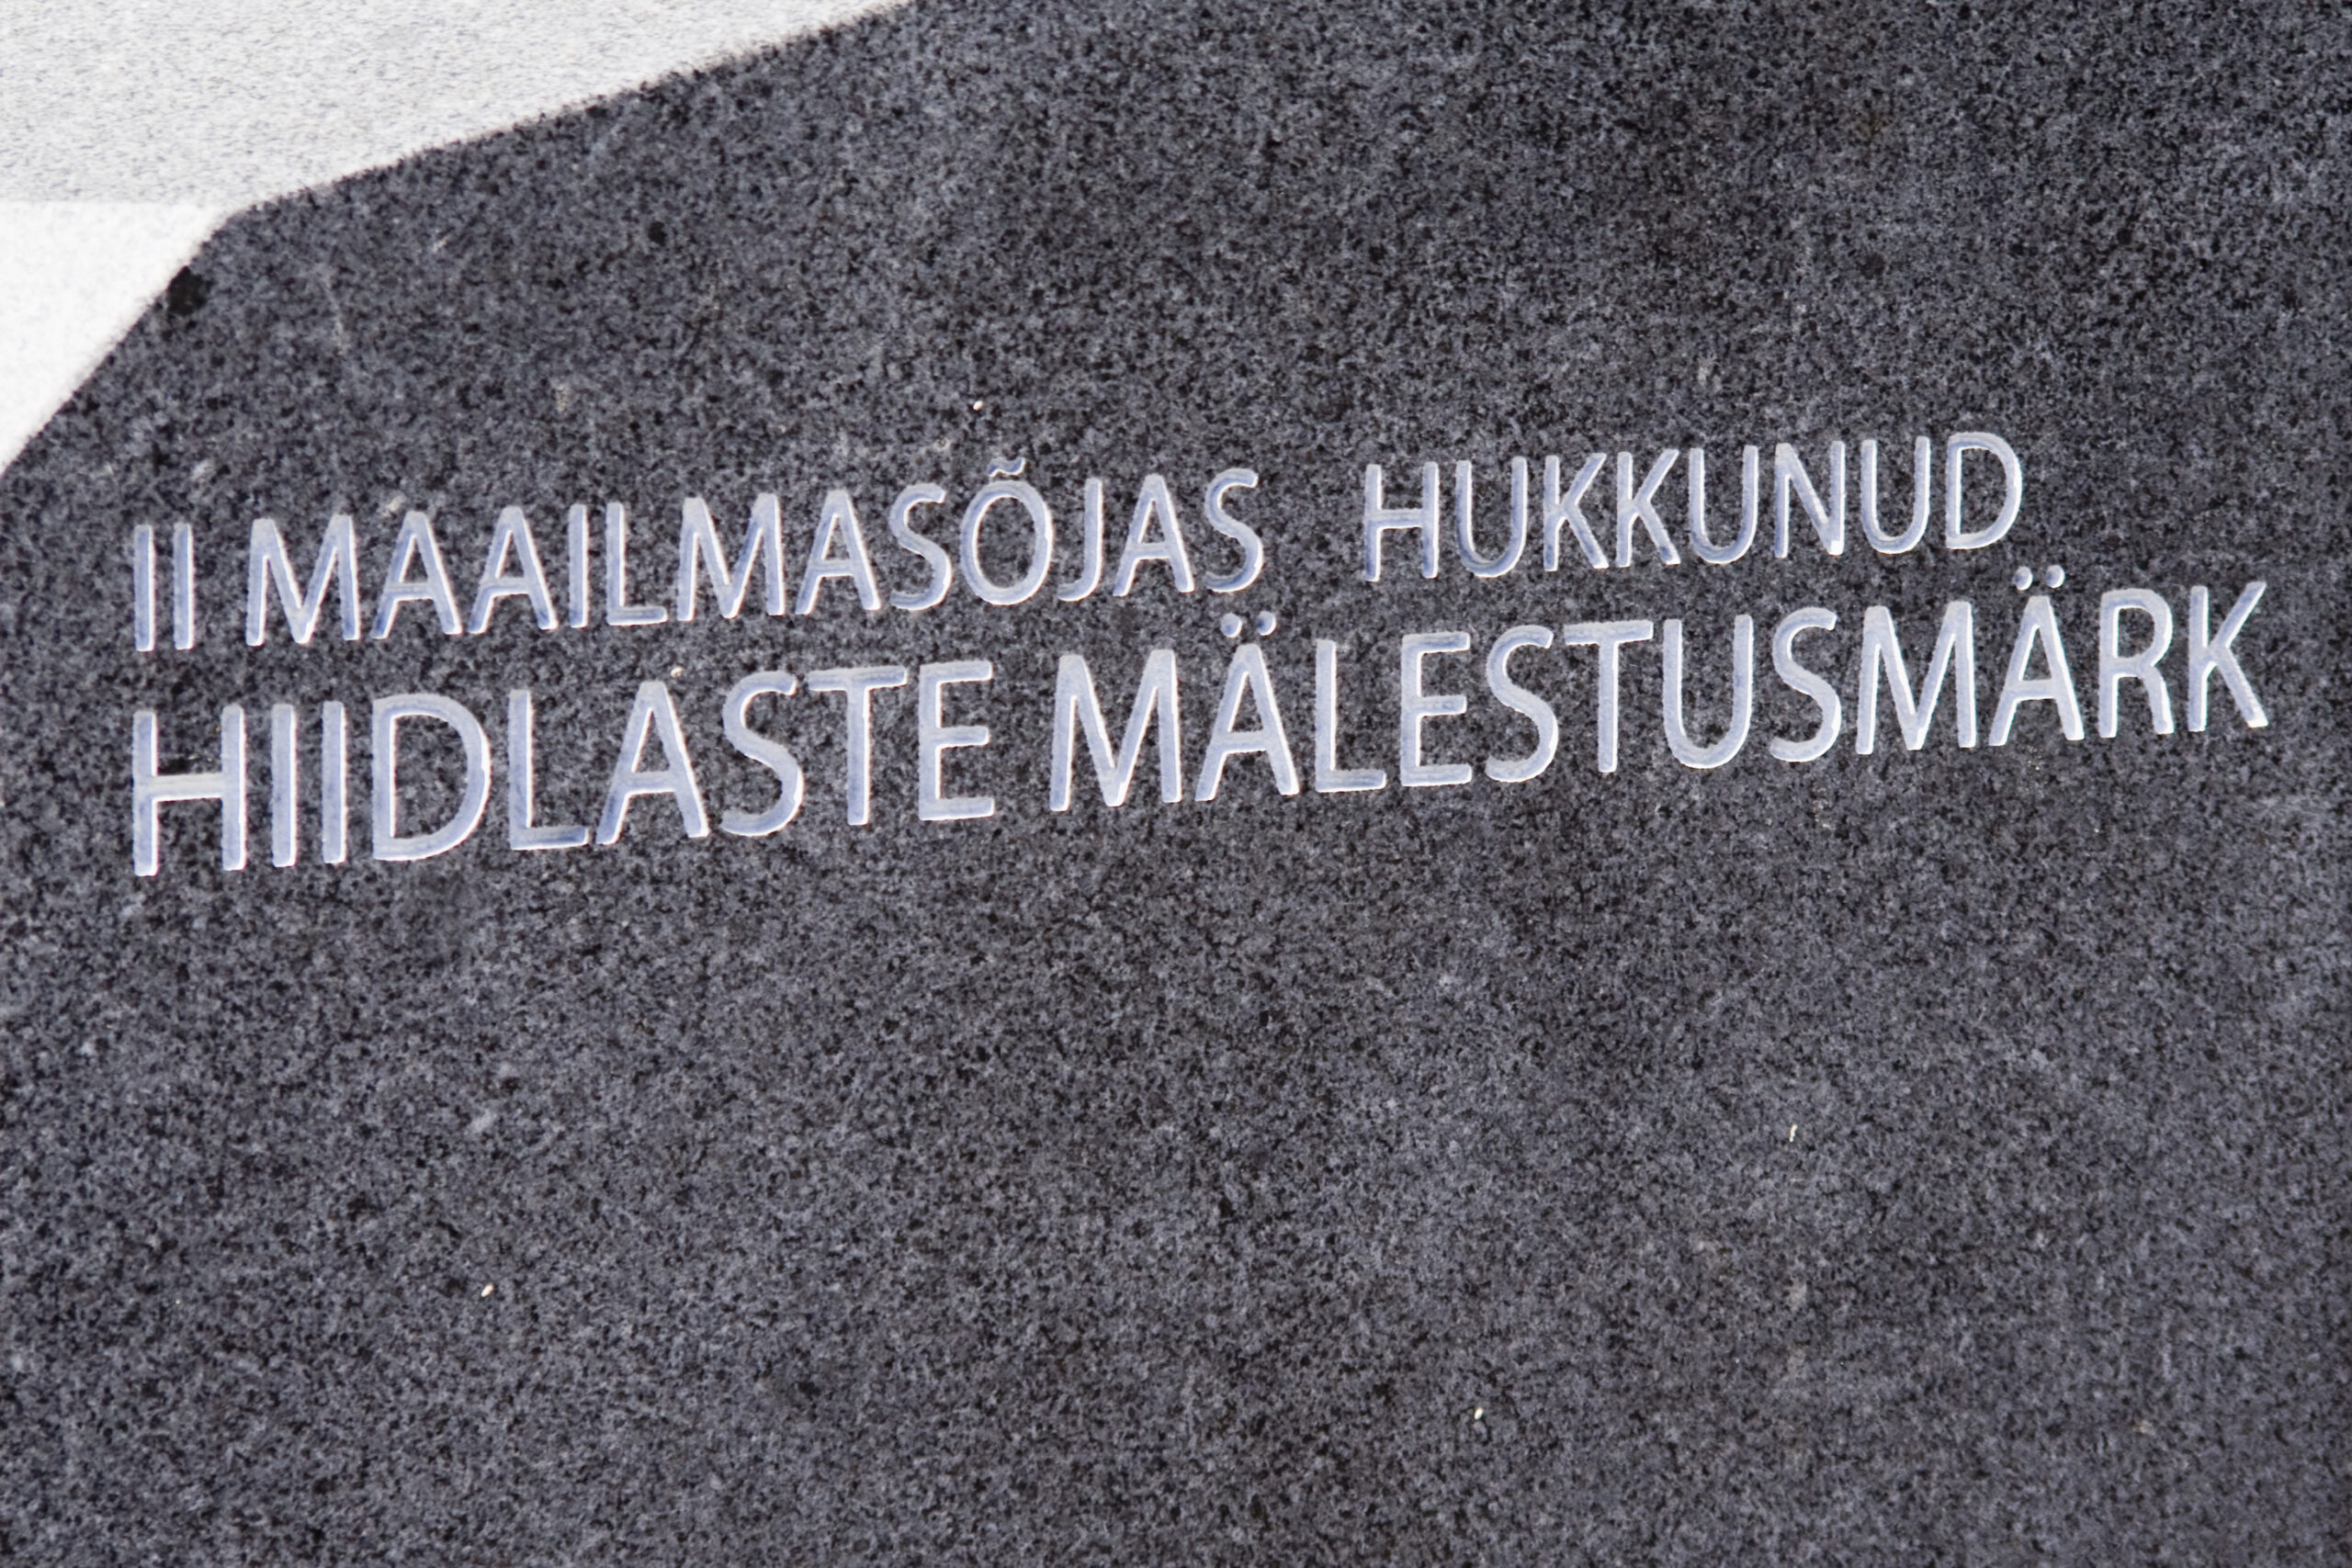 II MAAILMASÕJAS HUKKUNUD
HIIDLASTE MÄLESTUSMÄRK